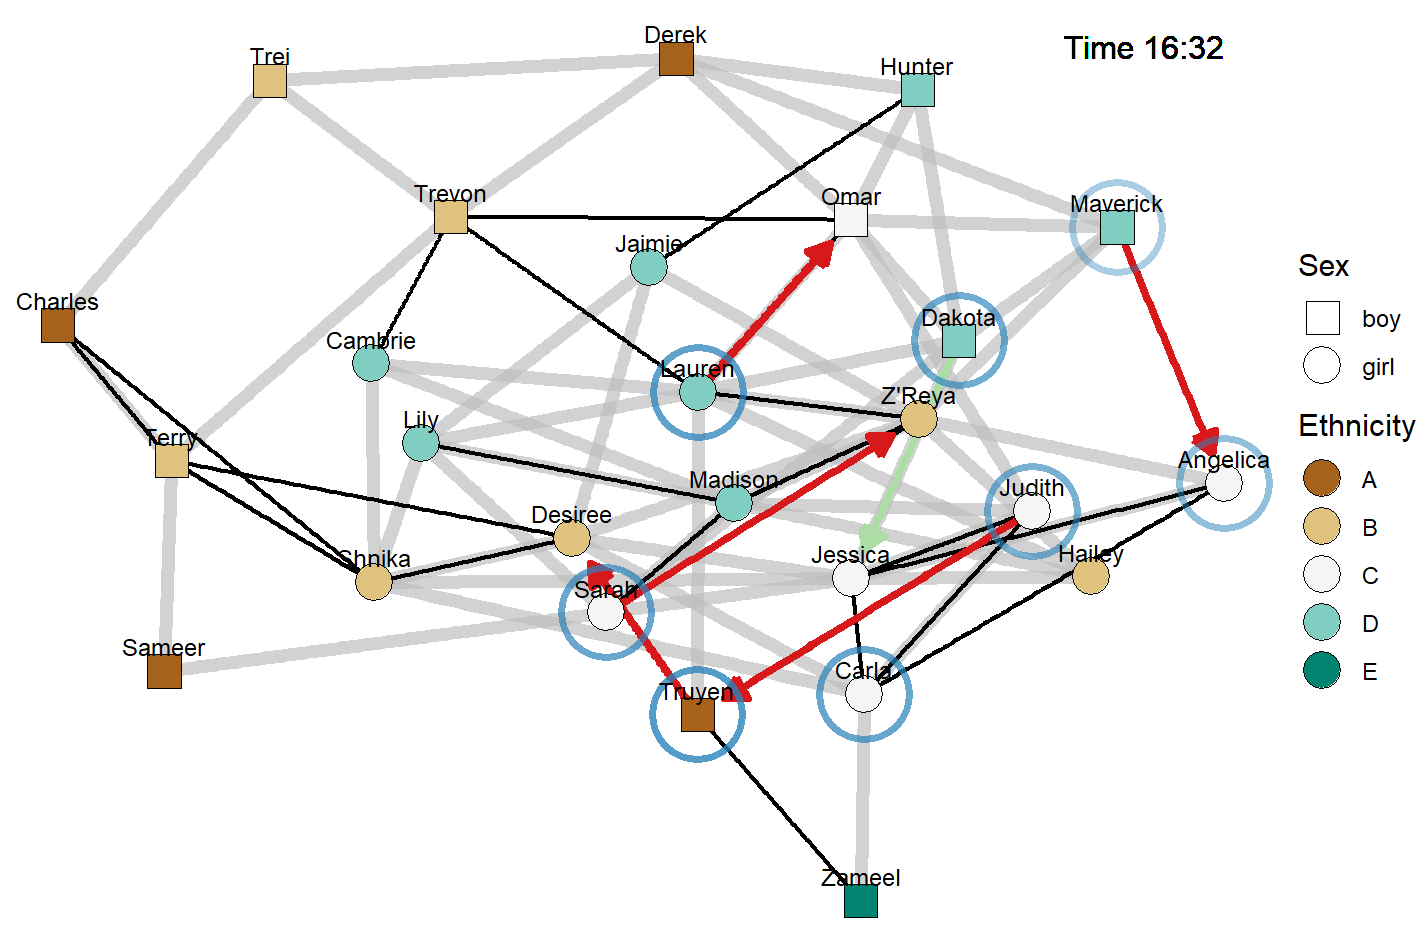 Derek
Time 16:32
Trei
Hunter
Trevon
Omar
Maverick
Jaimie
Sex
boy
girl
Charles
Cambrie
Dakota
Lauren
Z'Reya
Lily
Ethnicity
Terry
Madison
Angelica
A
Judith
Desiree
B
Shnika
Jessica
Hailey
C
Sarah
D
Sameer
Truyen
Carla
E
Zameel